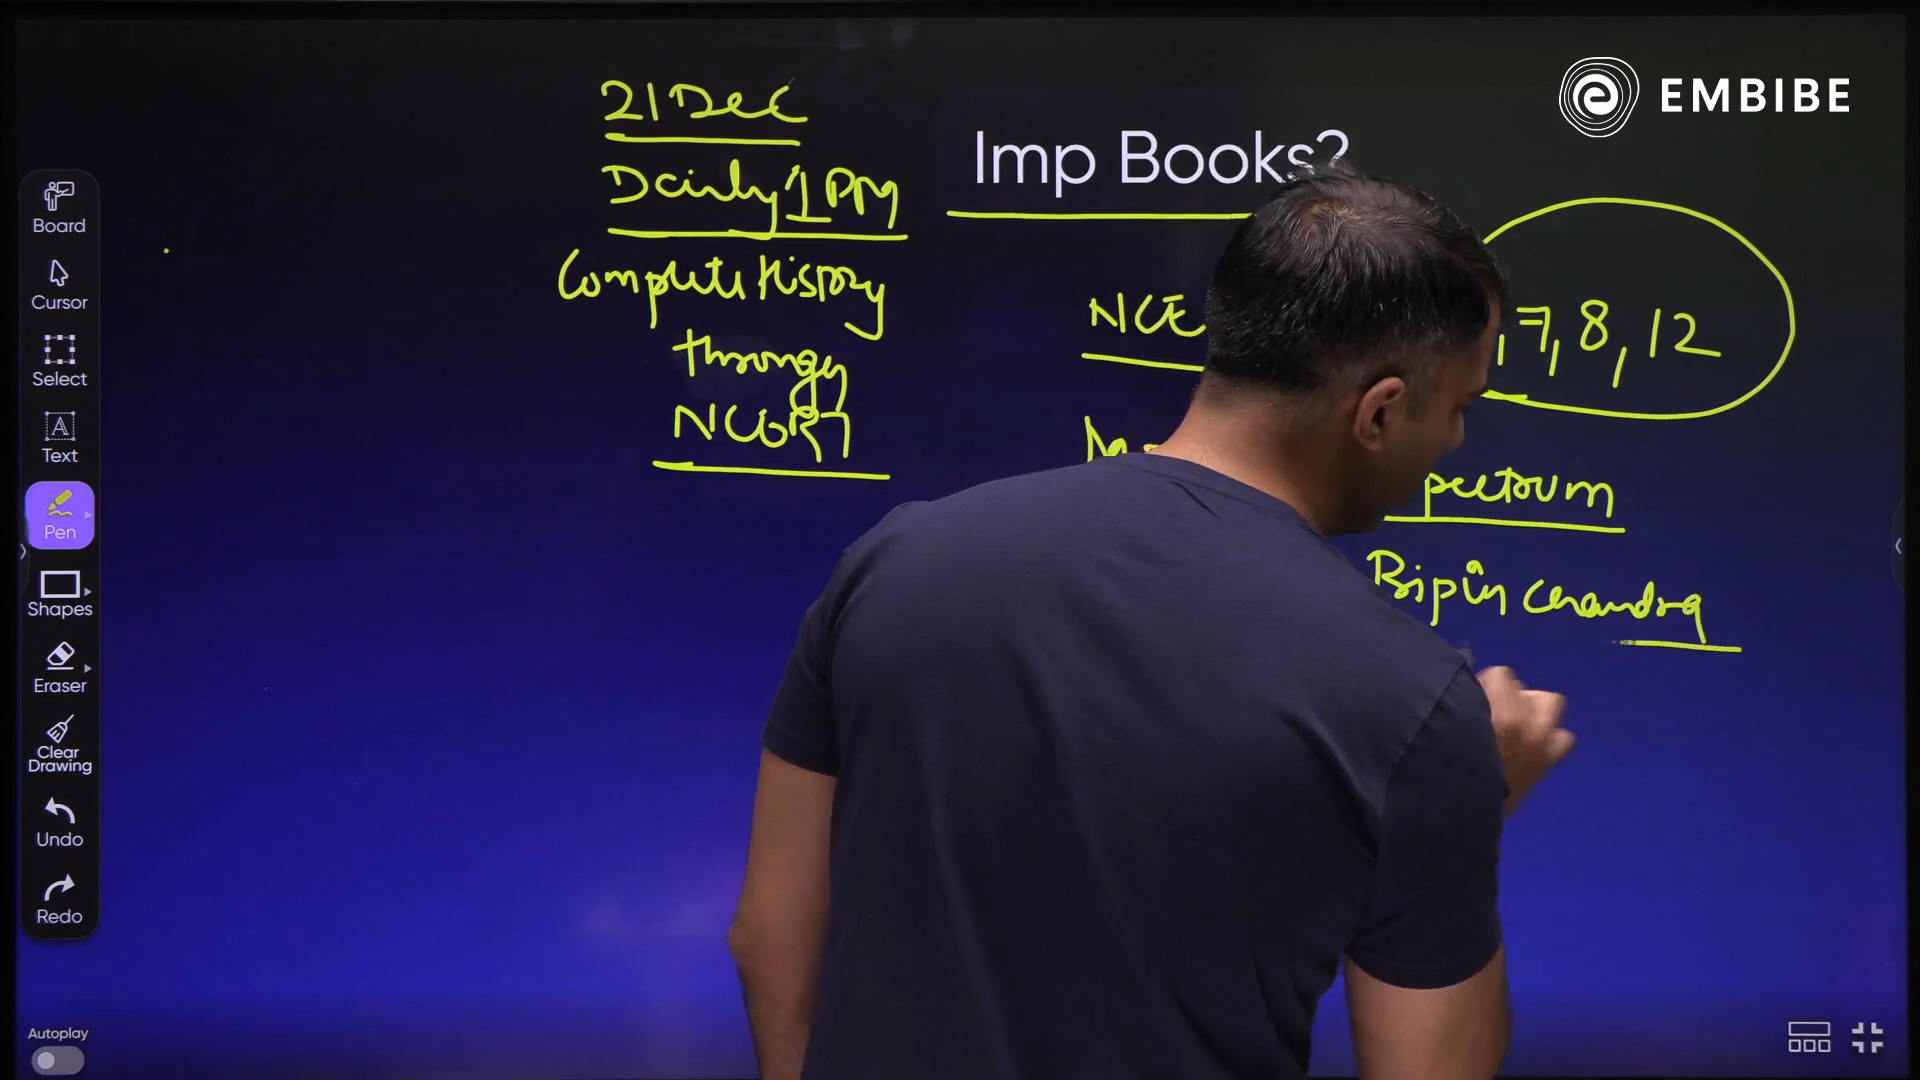 EMBIBE
21 Dec
Daily 1 PM
Complete History
through
NCERT
Imp Books?
NCE
, 7, 8, 12
pectrum
Bipin Chandra
Board
Cursor
Select
A
Text
Pen
Shapes
Eraser
Clear
Drawing
Undo
Redo
Autoplay